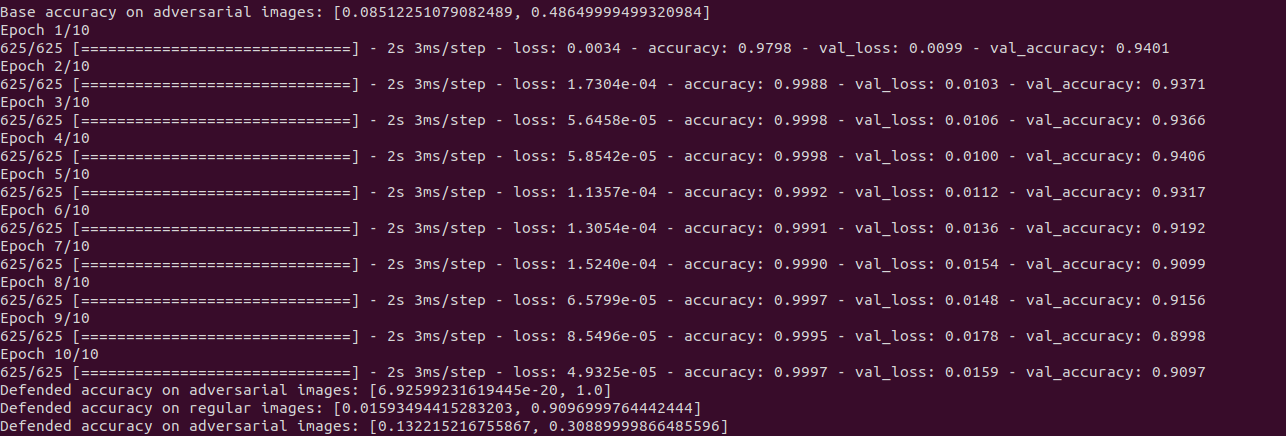 Base accuracy on adversarial images: [0.08512251079082489, 0.48649999499320984]
Epoch 1/10
625/625 [==============================] - 2s 3ms/step - loss: 0.0034 - accuracy: 0.9798 - val_loss: 0.0099 - val_accuracy: 0.9401
Epoch 2/10
625/625 [==============================] - 2s 3ms/step - loss: 1.7304e-04 - accuracy: 0.9988 - val_loss: 0.0103 - val_accuracy: 0.9371
Epoch 3/10
625/625 [==============================] - 2s 3ms/step - loss: 5.6458e-05 - accuracy: 0.9998 - val_loss: 0.0106 - val_accuracy: 0.9366
Epoch 4/10
625/625 [==============================] - 2s 3ms/step - loss: 5.8542e-05 - accuracy: 0.9998 - val_loss: 0.0100 - val_accuracy: 0.9406
Epoch 5/10
625/625 [==============================] - 2s 3ms/step - loss: 1.1357e-04 - accuracy: 0.9992 - val_loss: 0.0112 - val_accuracy: 0.9317
Epoch 6/10
625/625 [==============================] - 2s 3ms/step - loss: 1.3054e-04 - accuracy: 0.9991 - val_loss: 0.0136 - val_accuracy: 0.9192
Epoch 7/10
625/625 [==============================] - 2s 3ms/step - loss: 1.5240e-04 - accuracy: 0.9990 - val_loss: 0.0154 - val_accuracy: 0.9099
Epoch 8/10
625/625 [==============================] - 2s 3ms/step - loss: 6.5799e-05 - accuracy: 0.9997 - val_loss: 0.0148 - val_accuracy: 0.9156
Epoch 9/10
625/625 [==============================] - 2s 3ms/step - loss: 8.5496e-05 - accuracy: 0.9995 - val_loss: 0.0178 - val_accuracy: 0.8998
Epoch 10/10
625/625 [==============================] - 2s 3ms/step - loss: 4.9325e-05 - accuracy: 0.9997 - val_loss: 0.0159 - val_accuracy: 0.9097
Defended accuracy on adversarial images: [6.92599231619445e-20, 1.0]
Defended accuracy on regular images: [0.01593494415283203, 0.9096999764442444]
Defended accuracy on adversarial images: [0.132215216755867, 0.30889999866485596]